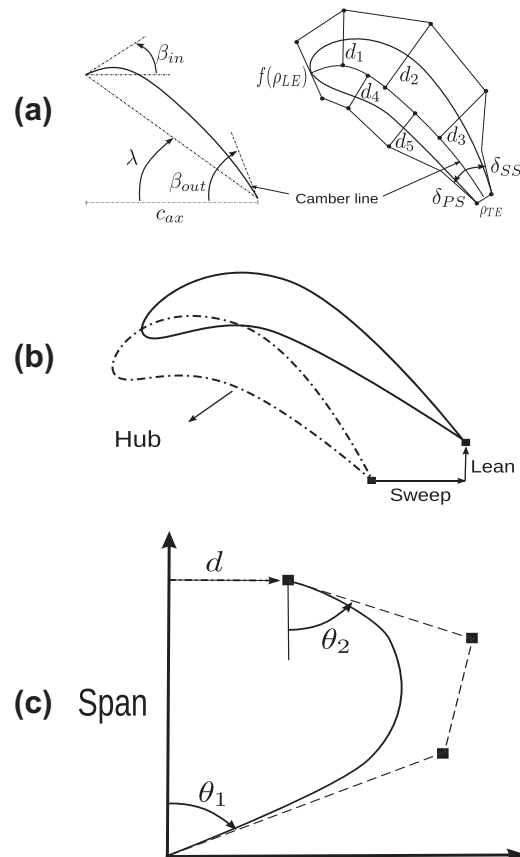 (a)
β_in
λ
β_out
c_ax
Camber line
f(ρ_LE)
d_1
d_2
d_3
d_4
d_5
δ_SS
δ_PS
ρ_TE
(b)
Hub
Lean
Sweep
(c)
d
θ_2
Span
θ_1